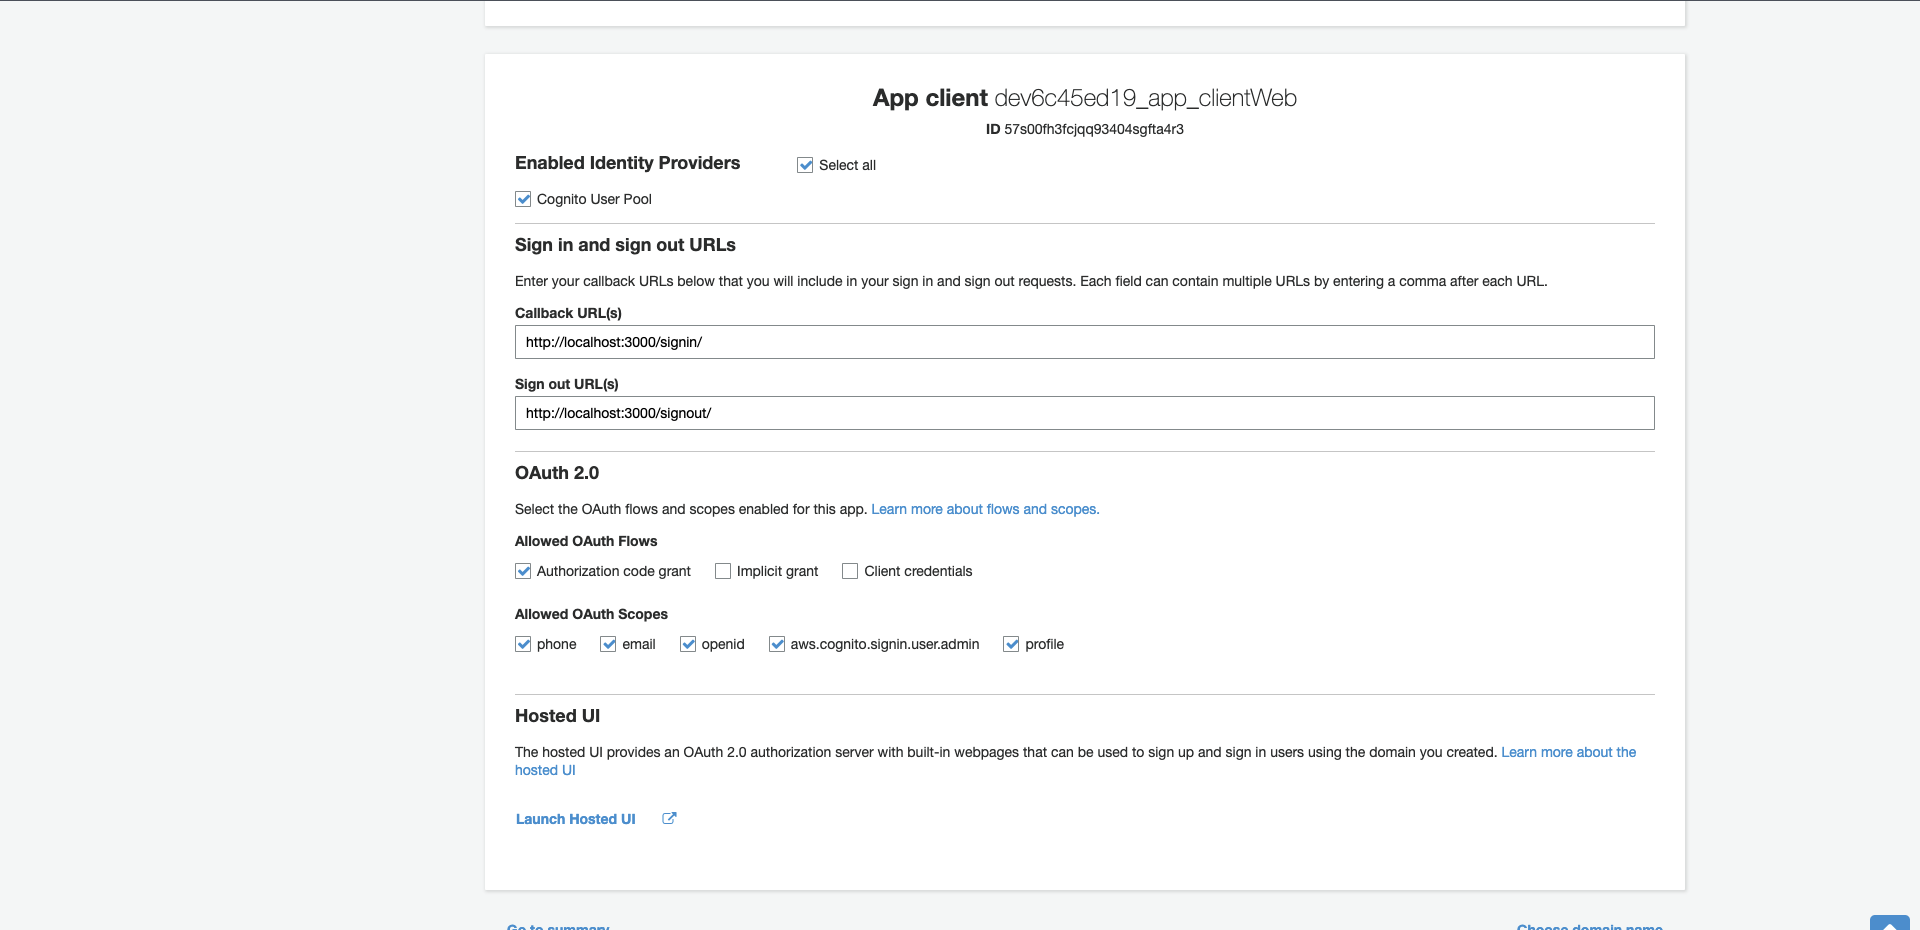 App client dev6c45ed19_app_clientWeb
ID 57s00fh3fcjqq93404sgfta4r3
Enabled Identity Providers Select all
Cognito User Pool
Sign in and sign out URLs
Enter your callback URLs below that you will include in your sign in and sign out requests. Each field can contain multiple URLs by entering a comma after each URL.
Callback URL(s)
http://localhost:3000/signin/
Sign out URL(s)
http://localhost:3000/signout/
OAuth 2.0
Select the OAuth flows and scopes enabled for this app. Learn more about flows and scopes.
Allowed OAuth Flows
Authorization code grant Implicit grant Client credentials
Allowed OAuth Scopes
phone email openid aws.cognito.signin.user.admin profile
Hosted UI
The hosted UI provides an OAuth 2.0 authorization server with built-in webpages that can be used to sign up and sign in users using the domain you created. Learn more about the
hosted UI
Launch Hosted UI
Go to summary Choose domain name